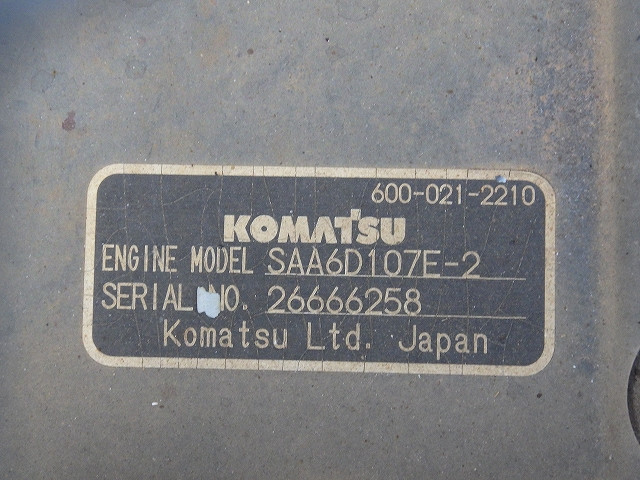 600-021-2210
KOMATSU
ENGINE MODEL SAA6D107E-2
SERIAL NO. 26666258
Komatsu Ltd. Japan